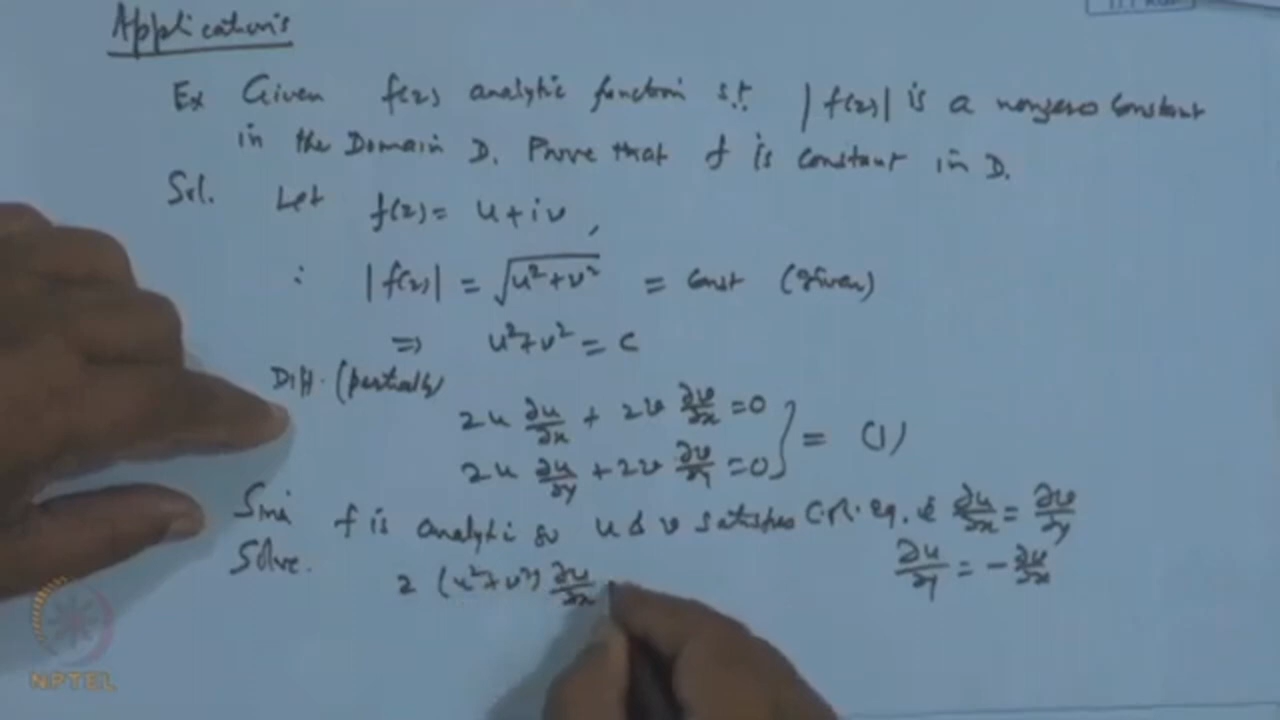 Applications
Ex Given f(z) analytic function s.t. |f(z)| is a nonzero constant
in the Domain D. Prove that f is constant in D.
Sol. Let f(z) = u + iv,
∴ |f(z)| = √(u² + v²) = const (given)
⇒ u² + v² = c
Diff. (partially)
2u ∂u/∂x + 2v ∂v/∂x = 0
2u ∂u/∂y + 2v ∂v/∂y = 0 } = (1)
f is analytic so u & v satisfies C.R. eq. ∂u/∂x = ∂v/∂y
∂u/∂y = -∂v/∂x
Solve.
2 (u² + v²) ∂u/∂x
NPTEL